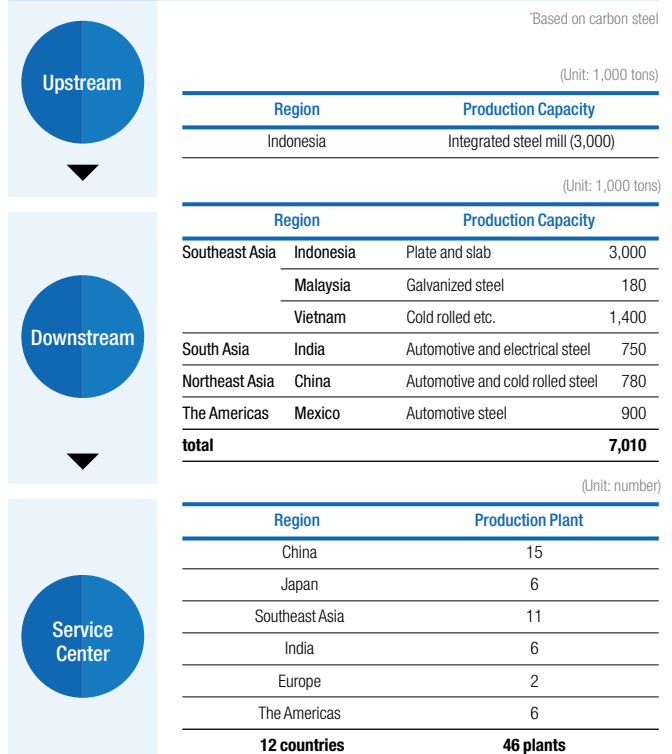 *Based on carbon steel
Upstream
(Unit: 1,000 tons)
Region Production Capacity
Indonesia Integrated steel mill (3,000)
(Unit: 1,000 tons)
Downstream
Region Production Capacity
Southeast Asia Indonesia Plate and slab 3,000
Malaysia Galvanized steel 180
Vietnam Cold rolled etc. 1,400
South Asia India Automotive and electrical steel 750
Northeast Asia China Automotive and cold rolled steel 780
The Americas Mexico Automotive steel 900
total 7,010
(Unit: number)
Service
Center
Region Production Plant
China 15
Japan 6
Southeast Asia 11
India 6
Europe 2
The Americas 6
12 countries 46 plants